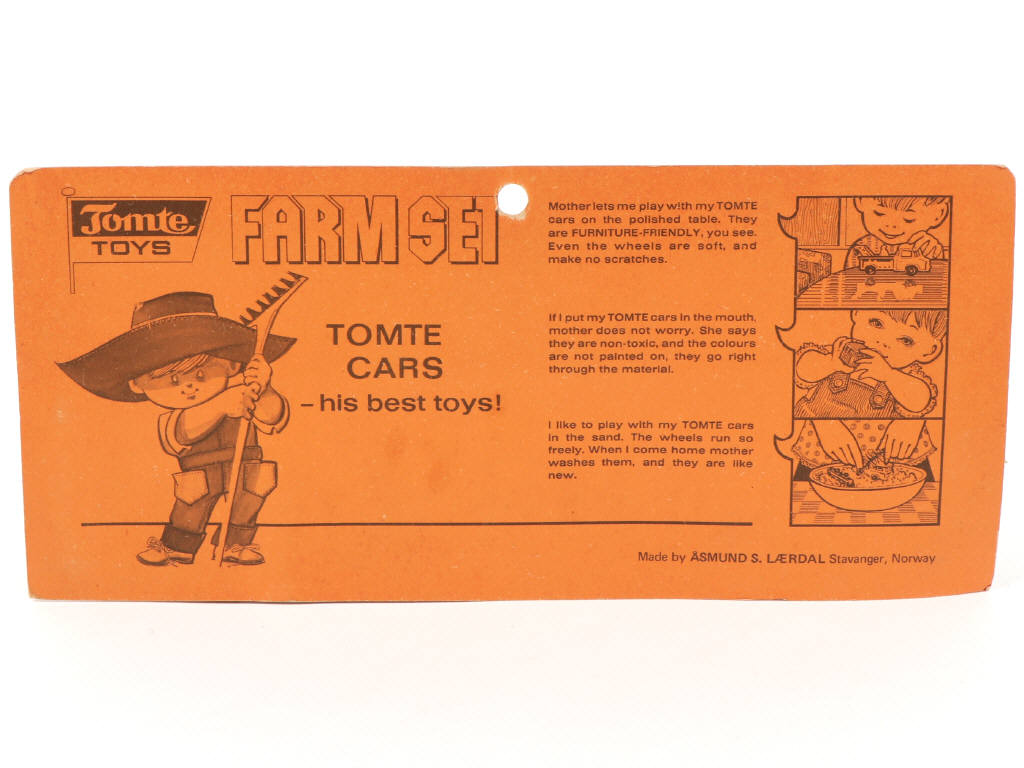 Tomte
TOYS
FARM SET
TOMTE
CARS
– his best toys!
Mother lets me play with my TOMTE
cars on the polished table. They
are FURNITURE-FRIENDLY, you see.
Even the wheels are soft, and
make no scratches.
If I put my TOMTE cars in the mouth,
mother does not worry. She says
they are non-toxic, and the colours
are not painted on, they go right
through the material.
I like to play with my TOMTE cars
in the sand. The wheels run so
freely. When I come home mother
washes them, and they are like
new.
Made by ÅSMUND S. LÆRDAL Stavanger, Norway